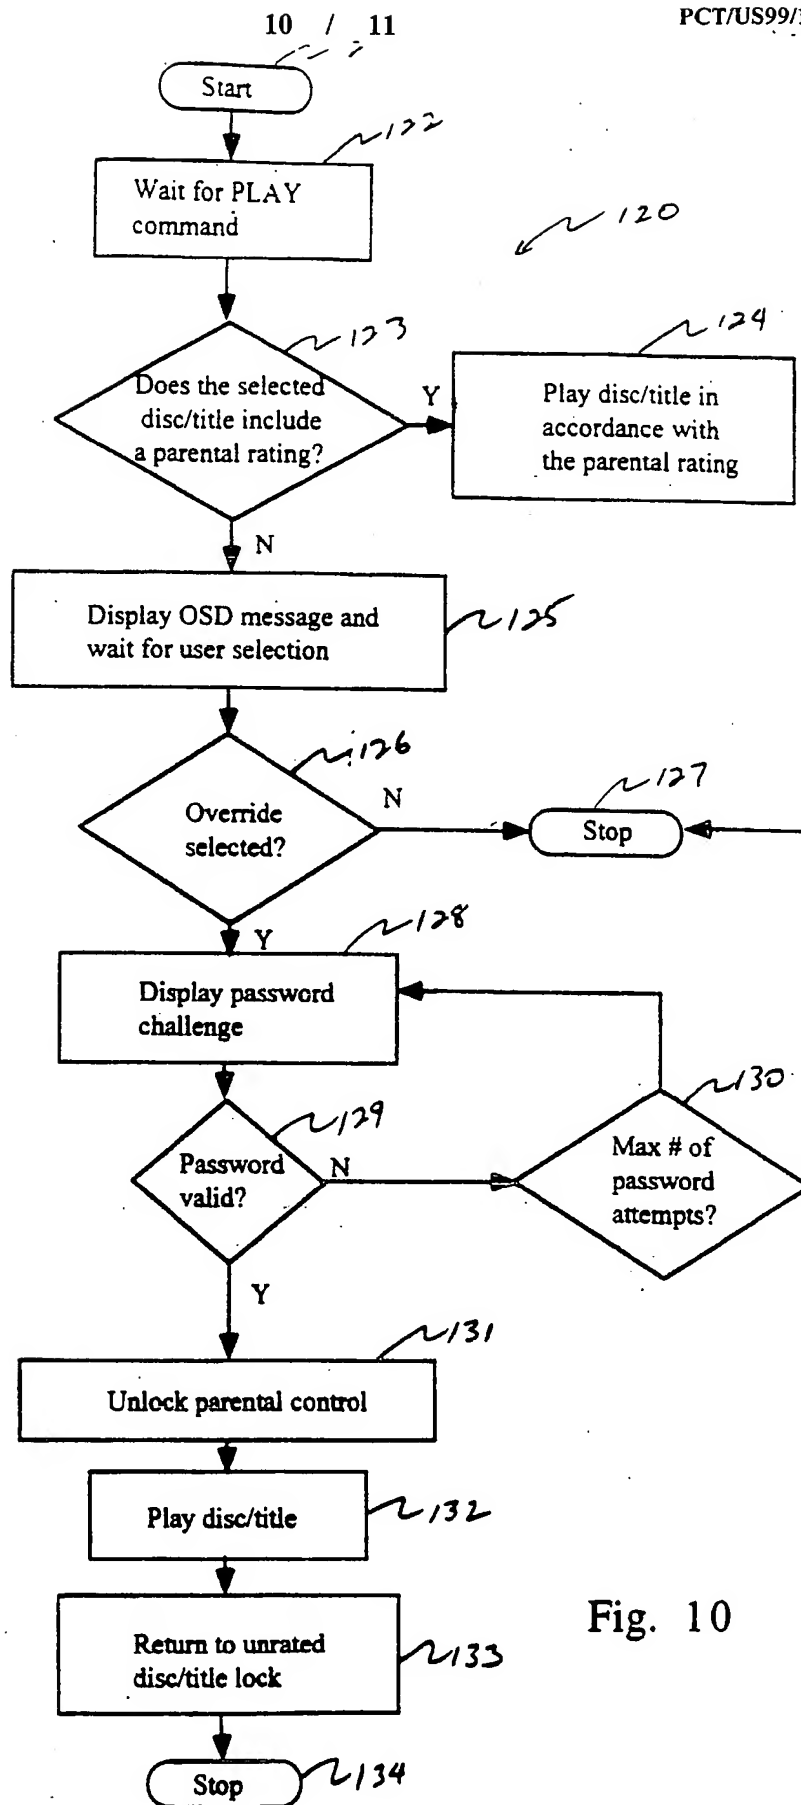 10 / 11
PCT/US99/
Start
122
Wait for PLAY
command
120
123
124
Does the selected
disc/title include
a parental rating?
Y
Play disc/title in
accordance with
the parental rating
N
Display OSD message and
wait for user selection
125
126
127
Override
selected?
N
Stop
Y
128
Display password
challenge
129
130
Password
valid?
N
Max # of
password
attempts?
Y
131
Unlock parental control
Play disc/title
132
Return to unrated
disc/title lock
133
Fig. 10
Stop
134